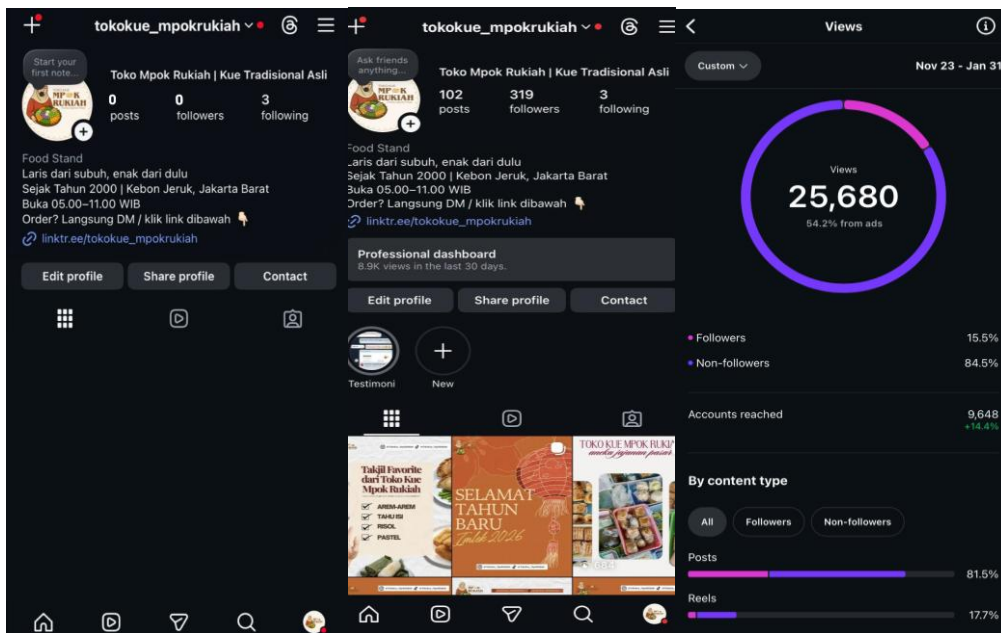 tokokue_mpokrukiah
Start your
first note...
MPOK
RUKIAH
Toko Mpok Rukiah | Kue Tradisional Asli
0
posts
0
followers
3
following
Food Stand
Laris dari subuh, enak dari dulu
Sejak Tahun 2000 | Kebon Jeruk, Jakarta Barat
Buka 05.00–11.00 WIB
Order? Langsung DM / klik link dibawah 👇🏻
linktr.ee/tokokue_mpokrukiah
Edit profile
Share profile
Contact
tokokue_mpokrukiah
Ask friends
anything...
MPOK
RUKIAH
Toko Mpok Rukiah | Kue Tradisional Asli
102
posts
319
followers
3
following
Food Stand
Laris dari subuh, enak dari dulu
Sejak Tahun 2000 | Kebon Jeruk, Jakarta Barat
Buka 05.00–11.00 WIB
Order? Langsung DM / klik link dibawah 👇🏻
linktr.ee/tokokue_mpokrukiah
Professional dashboard
8.9K views in the last 30 days.
Edit profile
Share profile
Contact
Testimoni
New
Takjil Favorite
dari Toko Kue
Mpok Rukiah
AREM-AREM
TAHU ISI
RISOL
PASTEL
SELAMAT
TAHUN
BARU
Imlek 2026
TOKO KUE MPOK RUKIA
aneka jajanan pasar
Views
Custom
Nov 23 - Jan 31
Views
25,680
54.2% from ads
Followers
15.5%
Non-followers
84.5%
Accounts reached
9,648
+14.4%
By content type
All
Followers
Non-followers
Posts
81.5%
Reels
17.7%